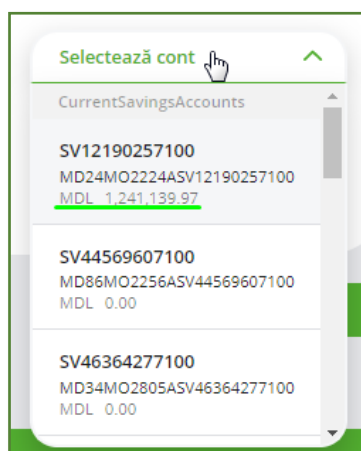 Selectează cont
CurrentSavingsAccounts
SV12190257100
MD24MO2224ASV12190257100
MDL 1,241,139.97
SV44569607100
MD86MO2256ASV44569607100
MDL 0.00
SV46364277100
MD34MO2805ASV46364277100
MDL 0.00